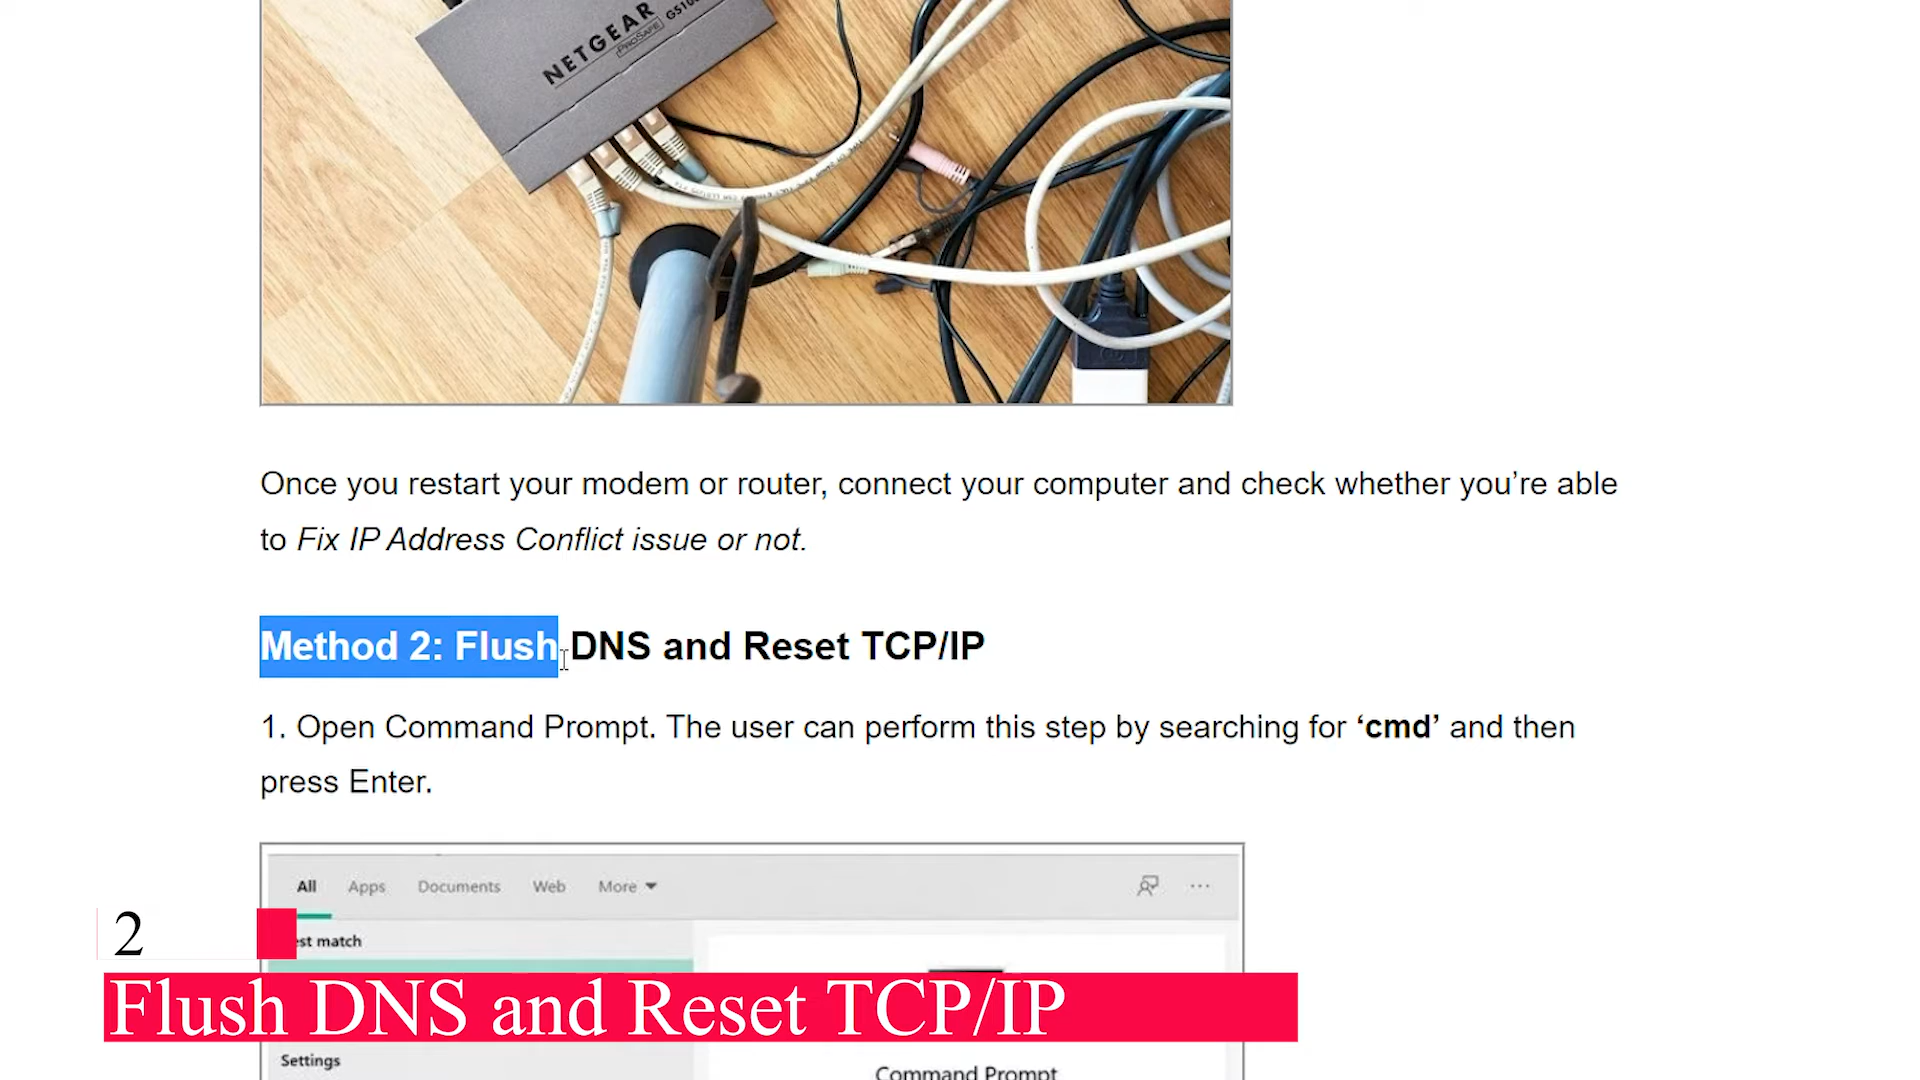 NETGEAR
PROSAFE
Once you restart your modem or router, connect your computer and check whether you’re able
to Fix IP Address Conflict issue or not.
Method 2: Flush DNS and Reset TCP/IP
1. Open Command Prompt. The user can perform this step by searching for ‘cmd’ and then
press Enter.
All Apps Documents Web More
est match
2
Flush DNS and Reset TCP/IP
Settings
Command Prompt